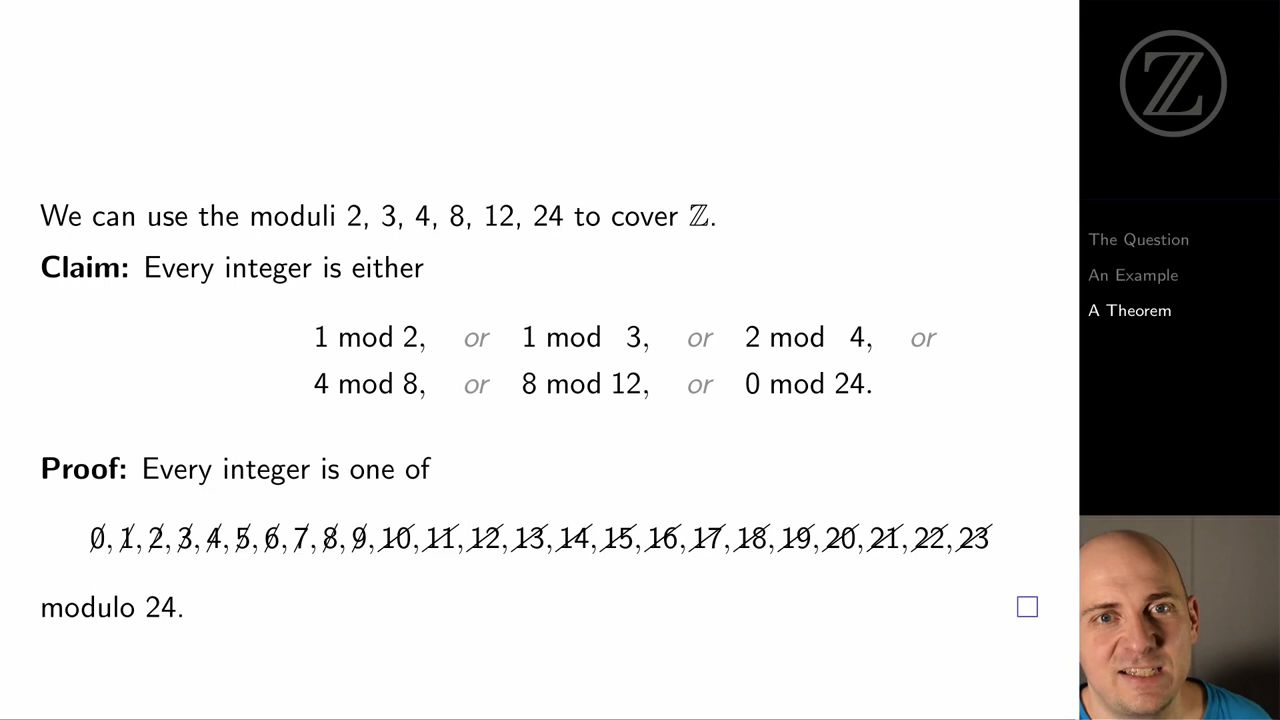 We can use the moduli 2, 3, 4, 8, 12, 24 to cover ℤ.
Claim: Every integer is either
1 mod 2, or 1 mod 3, or 2 mod 4, or
4 mod 8, or 8 mod 12, or 0 mod 24.
Proof: Every integer is one of
0, 1, 2, 3, 4, 5, 6, 7, 8, 9, 10, 11, 12, 13, 14, 15, 16, 17, 18, 19, 20, 21, 22, 23
modulo 24. □
ℤ
The Question
An Example
A Theorem